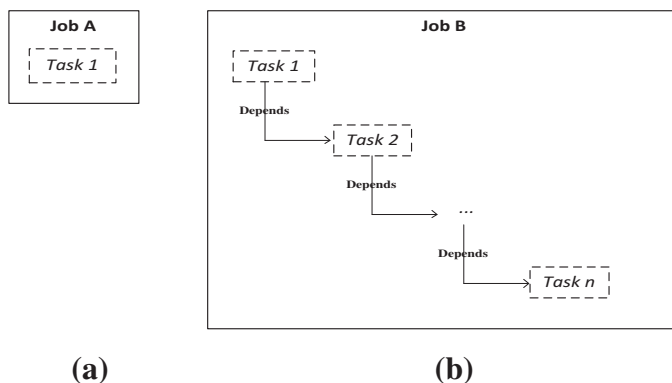 Job A
Task 1
Job B
Task 1
Depends
Task 2
Depends
...
Depends
Task n
(a)
(b)